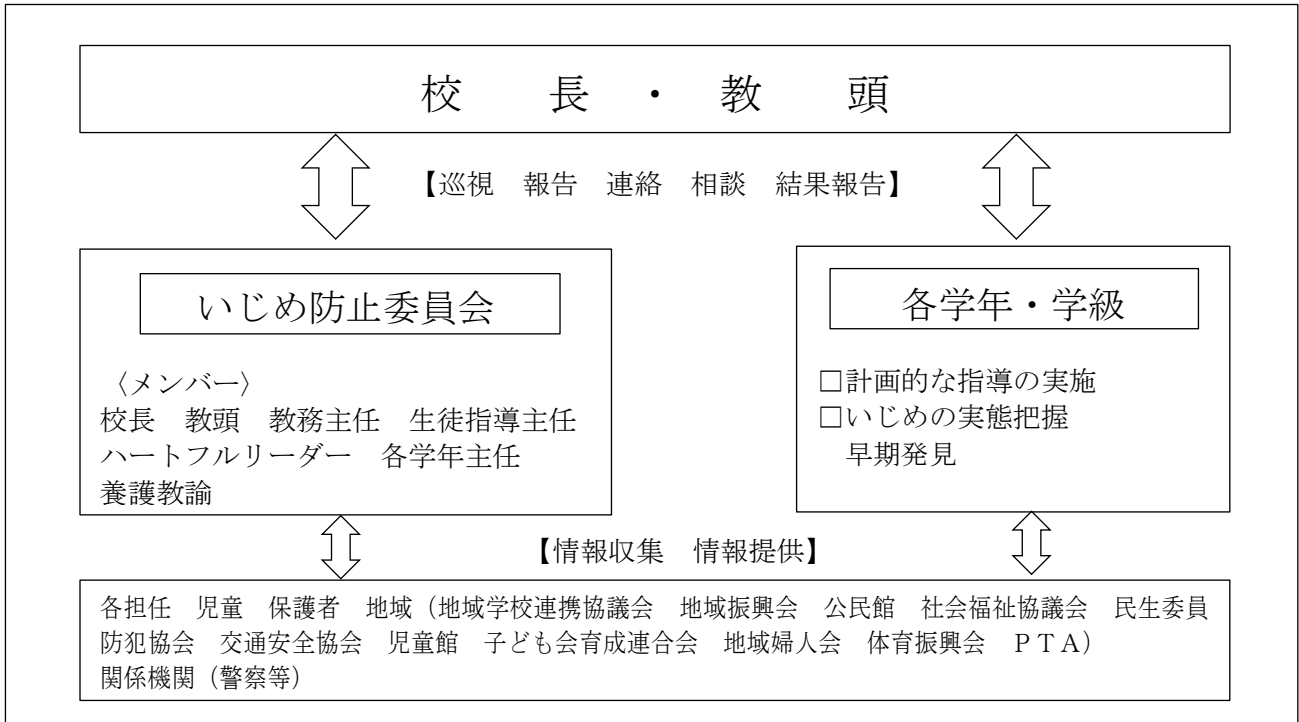 校　長・教　頭
【巡視　報告　連絡　相談　結果報告】
いじめ防止委員会
〈メンバー〉
校長　教頭　教務主任　生徒指導主任
ハートフルリーダー　各学年主任
養護教諭
各学年・学級
□計画的な指導の実施
□いじめの実態把握
早期発見
【情報収集　情報提供】
各担任　児童　保護者　地域（地域学校連携協議会　地域振興会　公民館　社会福祉協議会　民生委員
防犯協会　交通安全協会　児童館　子ども会育成連合会　地域婦人会　体育振興会　ＰＴＡ）
関係機関（警察等）